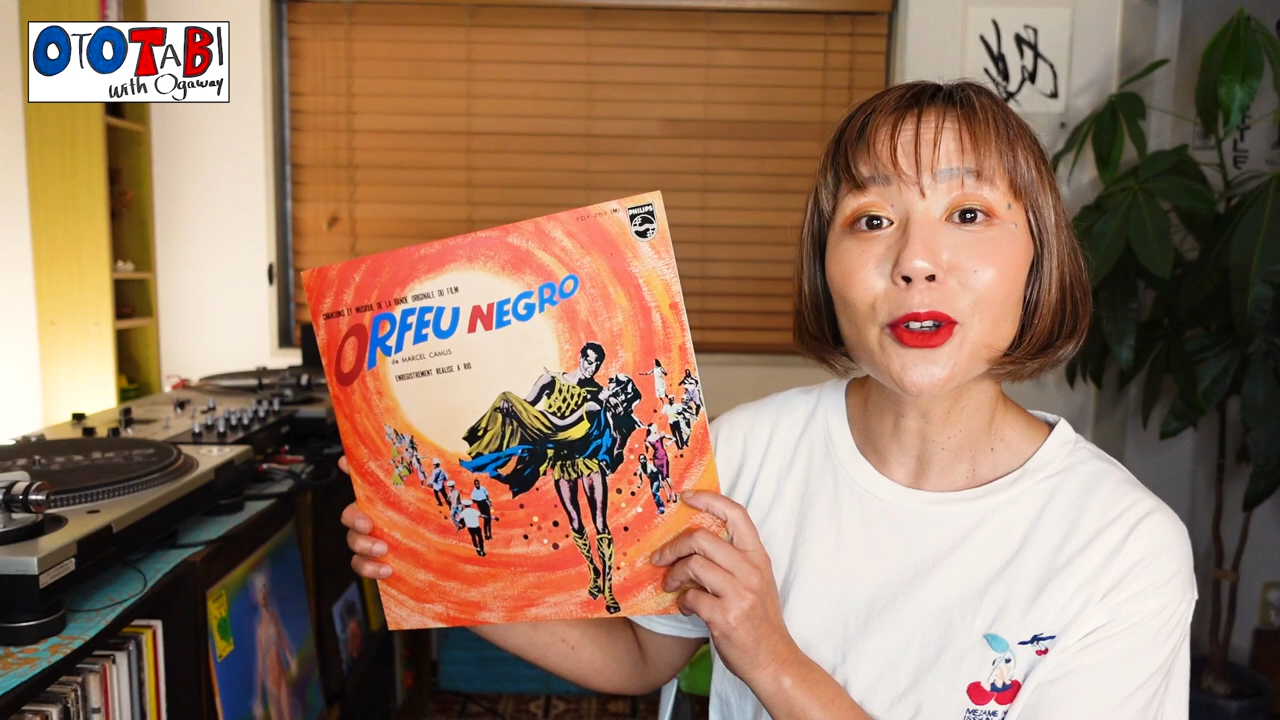 OTOTABI
with Ogaway
PHILIPS
CHANSONS ET MUSIQUE DE LA BANDE ORIGINALE DU FILM
ORFEU NEGRO
de MARCEL CAMUS
ENREGISTREMENT REALISE A RIO